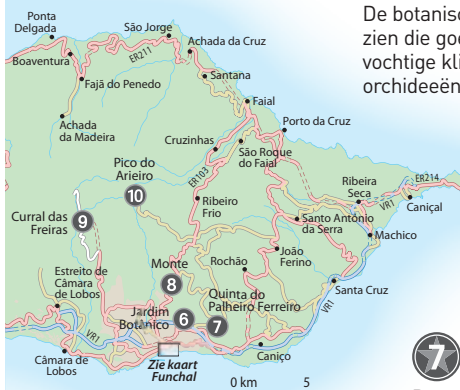 Ponta
Delgada
São Jorge
Achada da Cruz
Boaventura
ER211
Santana
Fajã do Penedo
Faial
Achada
da Madeira
Porto da Cruz
Cruzinhas
São Roque
do Faial
Pico do
Arieiro
ER103
10
Ribeiro
Frio
Ribeira
Seca
ER214
VR1
Caniçal
Curral das
Freiras
9
Santo António
da Serra
Machico
Monte
8
Rochão
João
Ferino
Estreito de
Câmara
de Lobos
Quinta do
Palheiro Ferreiro
Santa Cruz
Jardim
Botânico
6
7
VR1
VR1
Câmara de
Lobos
Zie kaart
Funchal
Caniço
0 km 5
De botanisc
zien die goe
vochtige kli
orchideeën
7